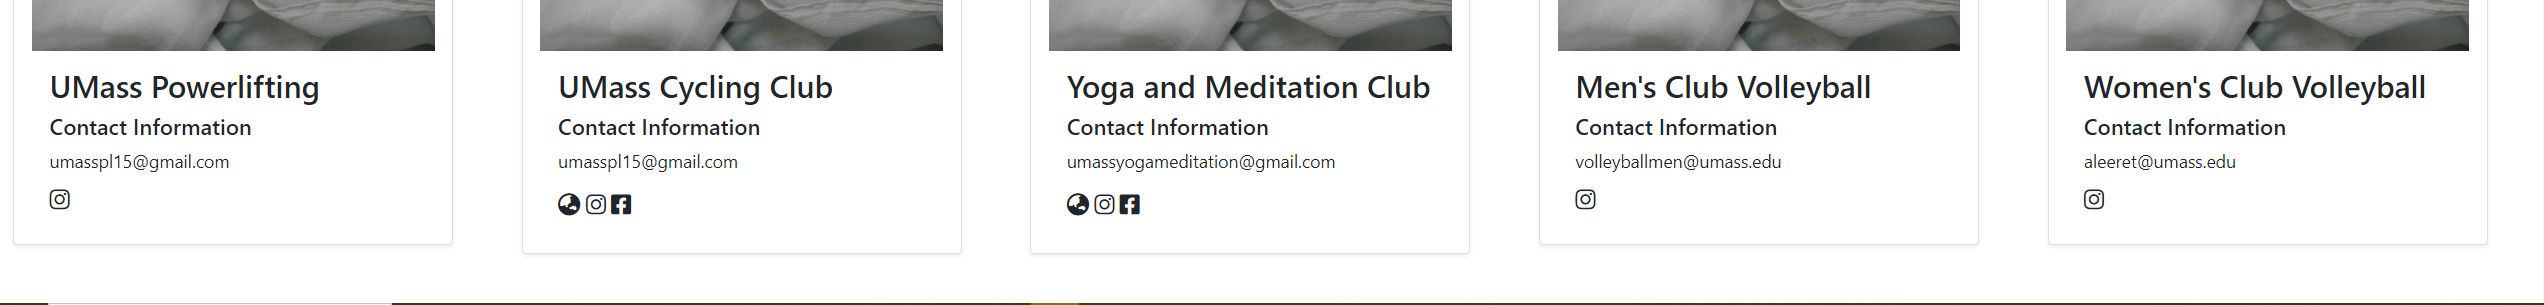 UMass Powerlifting
Contact Information
umasspl15@gmail.com
UMass Cycling Club
Contact Information
umasspl15@gmail.com
Yoga and Meditation Club
Contact Information
umassyogameditation@gmail.com
Men's Club Volleyball
Contact Information
volleyballmen@umass.edu
Women's Club Volleyball
Contact Information
aleeret@umass.edu